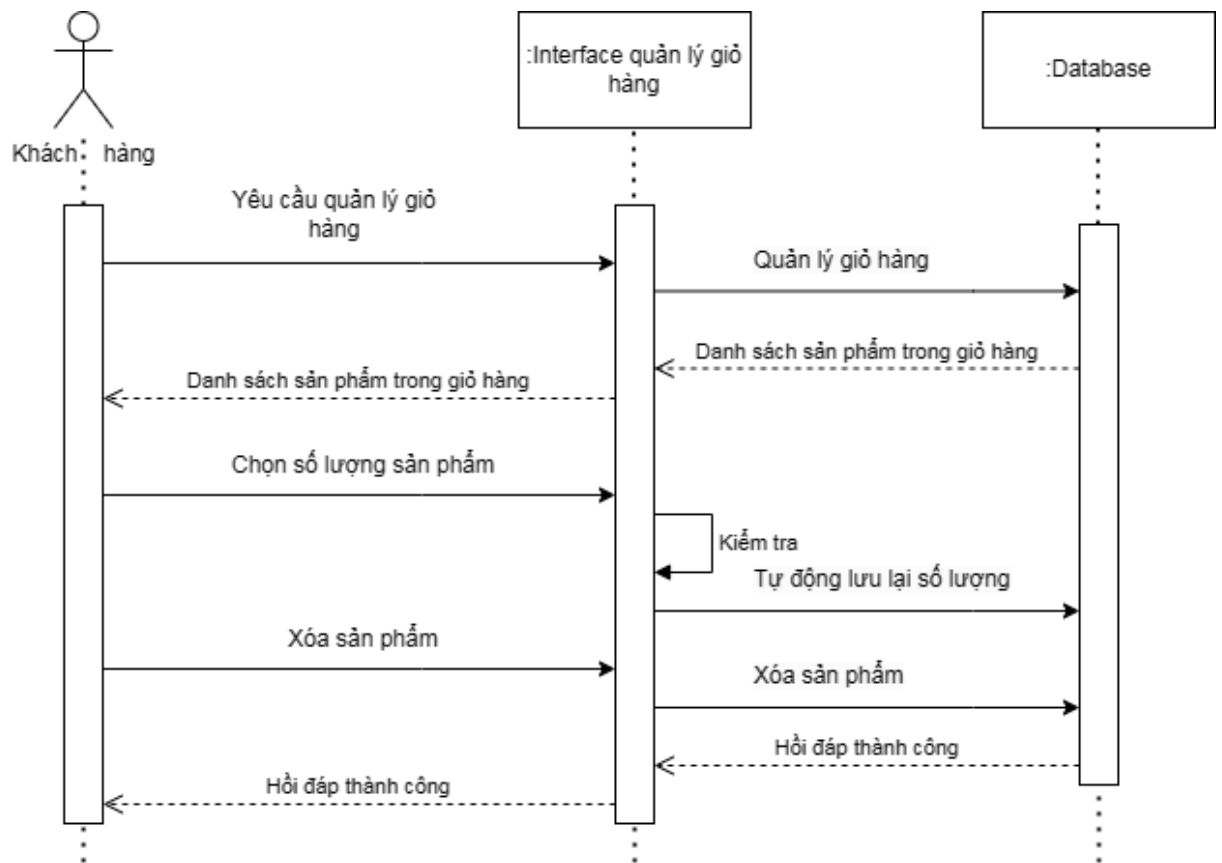 :Interface quản lý giỏ
hàng
:Database
Khách hàng
Yêu cầu quản lý giỏ
hàng
Quản lý giỏ hàng
Danh sách sản phẩm trong giỏ hàng
Danh sách sản phẩm trong giỏ hàng
Chọn số lượng sản phẩm
Kiểm tra
Tự động lưu lại số lượng
Xóa sản phẩm
Xóa sản phẩm
Hồi đáp thành công
Hồi đáp thành công